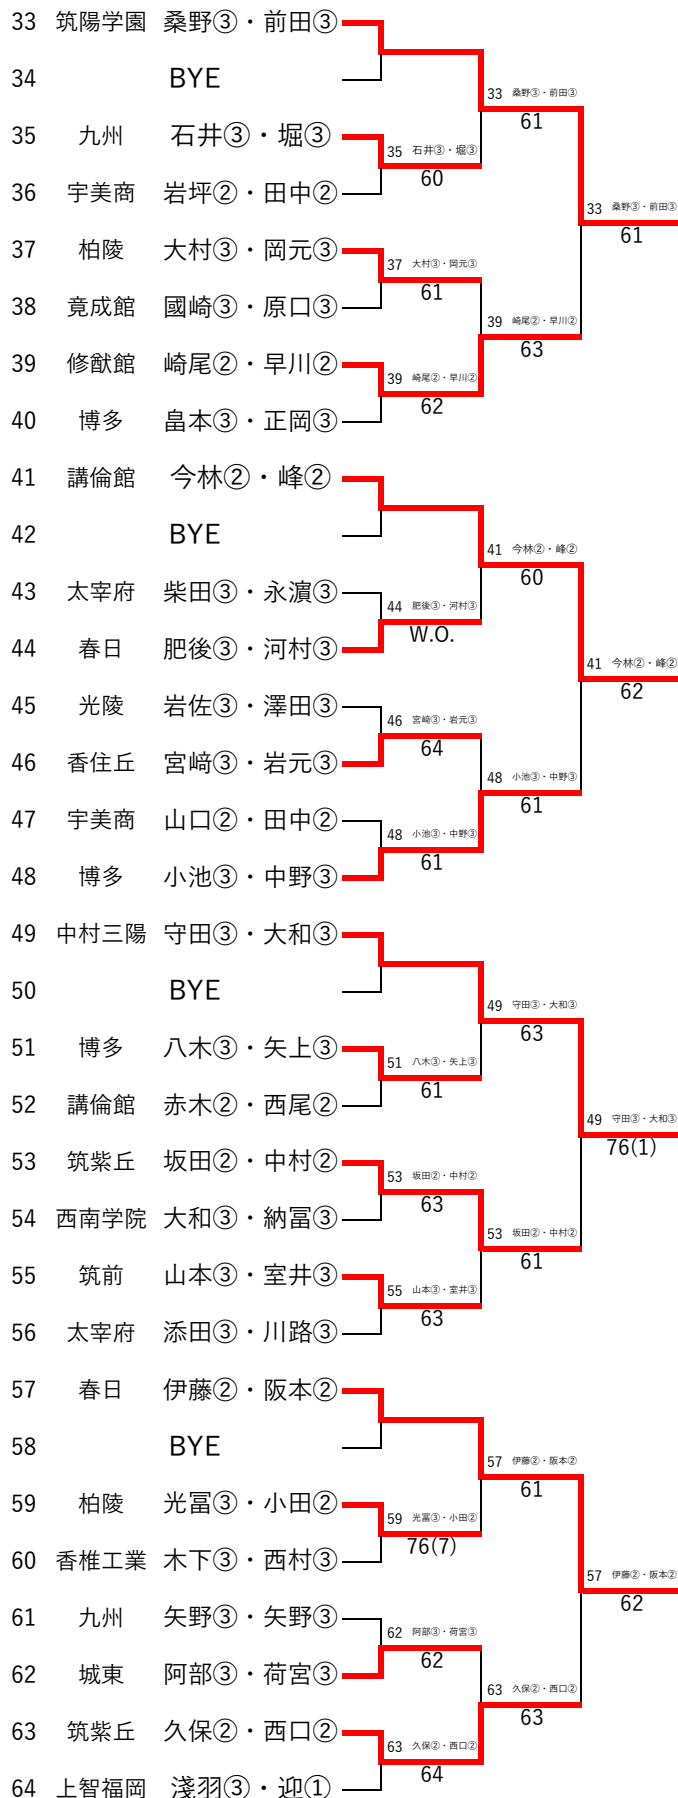 33 筑陽学園 桑野③・前田③
34 BYE
33 桑野③・前田③
61
35 九州 石井③・堀③
35 石井③・堀③
60
36 宇美商 岩坪②・田中②
33 桑野③・前田③
61
37 柏陵 大村③・岡元③
37 大村③・岡元③
61
38 竟成館 國崎③・原口③
39 崎尾②・早川②
63
39 修猷館 崎尾②・早川②
39 崎尾②・早川②
62
40 博多 畠本③・正岡③
41 講倫館 今林②・峰②
42 BYE
41 今林②・峰②
60
43 太宰府 柴田③・永濵③
44 肥後③・河村③
W.O.
44 春日 肥後③・河村③
41 今林②・峰②
62
45 光陵 岩佐③・澤田③
46 宮﨑③・岩元③
64
46 香住丘 宮﨑③・岩元③
48 小池③・中野③
61
47 宇美商 山口②・田中②
48 小池③・中野③
61
48 博多 小池③・中野③
49 中村三陽 守田③・大和③
50 BYE
49 守田③・大和③
63
51 博多 八木③・矢上③
51 八木③・矢上③
61
52 講倫館 赤木②・西尾②
49 守田③・大和③
76(1)
53 筑紫丘 坂田②・中村②
53 坂田②・中村②
63
54 西南学院 大和③・納冨③
53 坂田②・中村②
61
55 筑前 山本③・室井③
55 山本③・室井③
63
56 太宰府 添田③・川路③
57 春日 伊藤②・阪本②
58 BYE
57 伊藤②・阪本②
61
59 柏陵 光冨③・小田②
59 光冨③・小田②
76(7)
60 香椎工業 木下③・西村③
57 伊藤②・阪本②
62
61 九州 矢野③・矢野③
62 阿部③・荷宮③
62
62 城東 阿部③・荷宮③
63 久保②・西口②
63
63 筑紫丘 久保②・西口②
63 久保②・西口②
64
64 上智福岡 淺羽③・迎①